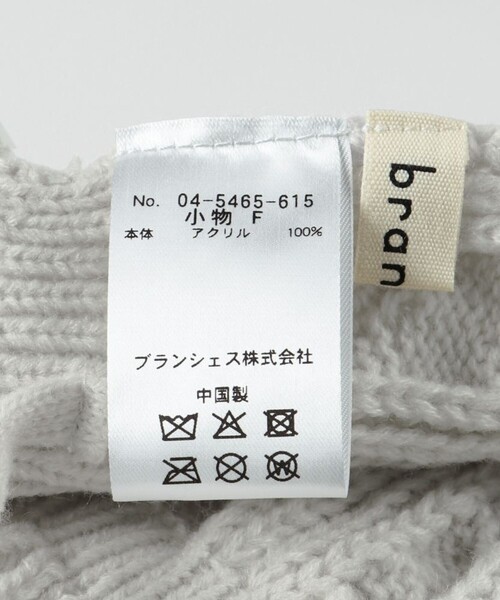 No. 04-5465-615
小物 F
本体 アクリル 100%
ブランシェス株式会社
中国製
W
bran